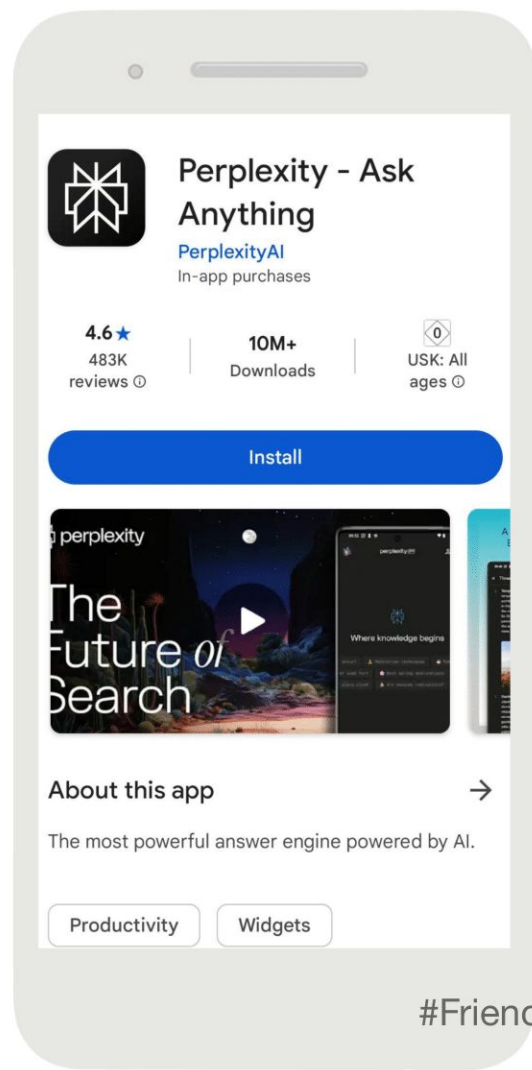 Perplexity - Ask
Anything
PerplexityAI
In-app purchases
4.6★
483K
reviews
10M+
Downloads
0
USK: All
ages
Install
perplexity
The
Future of
Search
perplexity
Where knowledge begins
About this app
The most powerful answer engine powered by AI.
Productivity
Widgets
#Friend